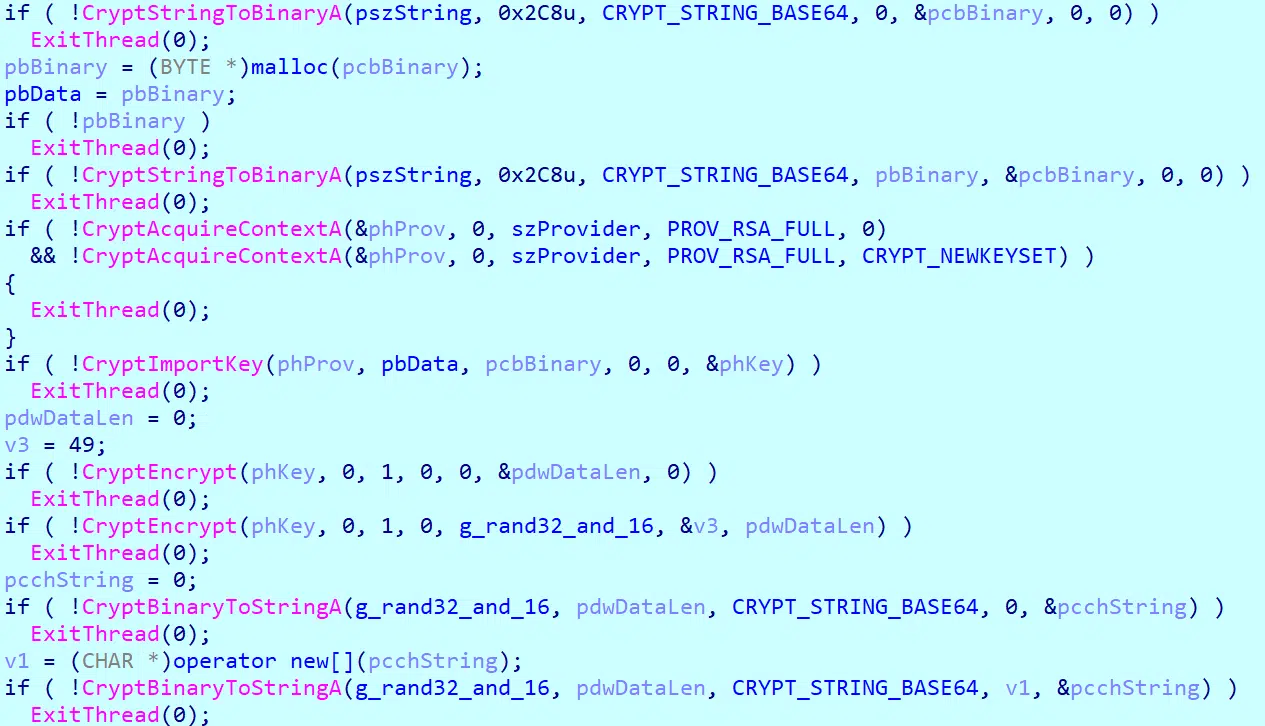 if ( !CryptStringToBinaryA(pszString, 0x2C8u, CRYPT_STRING_BASE64, 0, &pcbBinary, 0, 0) )
  ExitThread(0);
pbBinary = (BYTE *)malloc(pcbBinary);
pbData = pbBinary;
if ( !pbBinary )
  ExitThread(0);
if ( !CryptStringToBinaryA(pszString, 0x2C8u, CRYPT_STRING_BASE64, pbBinary, &pcbBinary, 0, 0) )
  ExitThread(0);
if ( !CryptAcquireContextA(&phProv, 0, szProvider, PROV_RSA_FULL, 0)
  && !CryptAcquireContextA(&phProv, 0, szProvider, PROV_RSA_FULL, CRYPT_NEWKEYSET) )
{
  ExitThread(0);
}
if ( !CryptImportKey(phProv, pbData, pcbBinary, 0, 0, &phKey) )
  ExitThread(0);
pdwDataLen = 0;
v3 = 49;
if ( !CryptEncrypt(phKey, 0, 1, 0, 0, &pdwDataLen, 0) )
  ExitThread(0);
if ( !CryptEncrypt(phKey, 0, 1, 0, g_rand32_and_16, &v3, pdwDataLen) )
  ExitThread(0);
pcchString = 0;
if ( !CryptBinaryToStringA(g_rand32_and_16, pdwDataLen, CRYPT_STRING_BASE64, 0, &pcchString) )
  ExitThread(0);
v1 = (CHAR *)operator new[](pcchString);
if ( !CryptBinaryToStringA(g_rand32_and_16, pdwDataLen, CRYPT_STRING_BASE64, v1, &pcchString) )
  ExitThread(0);